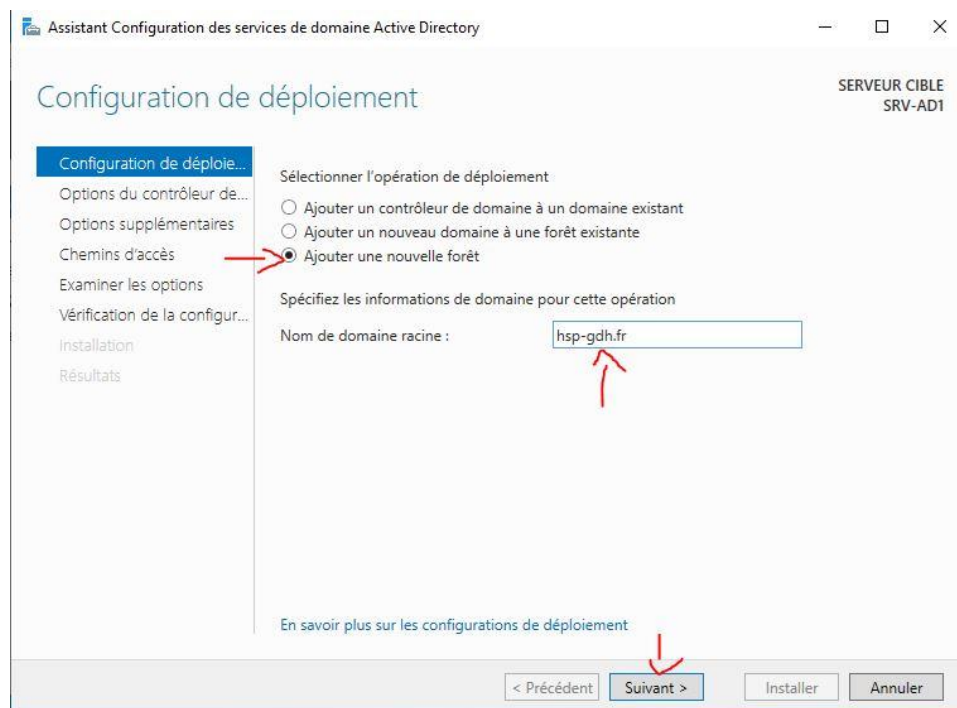 Assistant Configuration des services de domaine Active Directory
Configuration de déploiement
SERVEUR CIBLE
SRV-AD1
Configuration de déploie...
Options du contrôleur de...
Options supplémentaires
Chemins d'accès
Examiner les options
Vérification de la configur...
Installation
Résultats
Sélectionner l'opération de déploiement
Ajouter un contrôleur de domaine à un domaine existant
Ajouter un nouveau domaine à une forêt existante
Ajouter une nouvelle forêt
Spécifiez les informations de domaine pour cette opération
Nom de domaine racine : hsp-gdh.fr
En savoir plus sur les configurations de déploiement
< Précédent Suivant > Installer Annuler